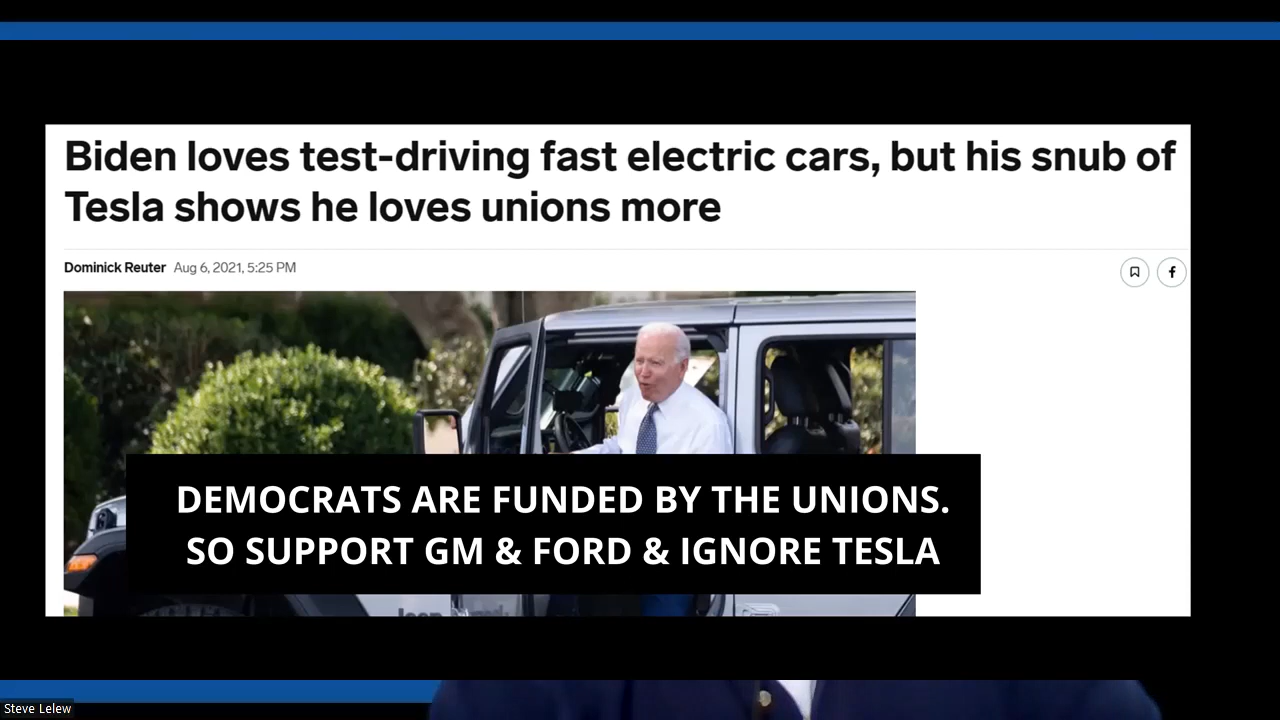 Biden loves test-driving fast electric cars, but his snub of
Tesla shows he loves unions more
Dominick Reuter Aug 6, 2021, 5:25 PM
DEMOCRATS ARE FUNDED BY THE UNIONS.
SO SUPPORT GM & FORD & IGNORE TESLA
Steve Lelew